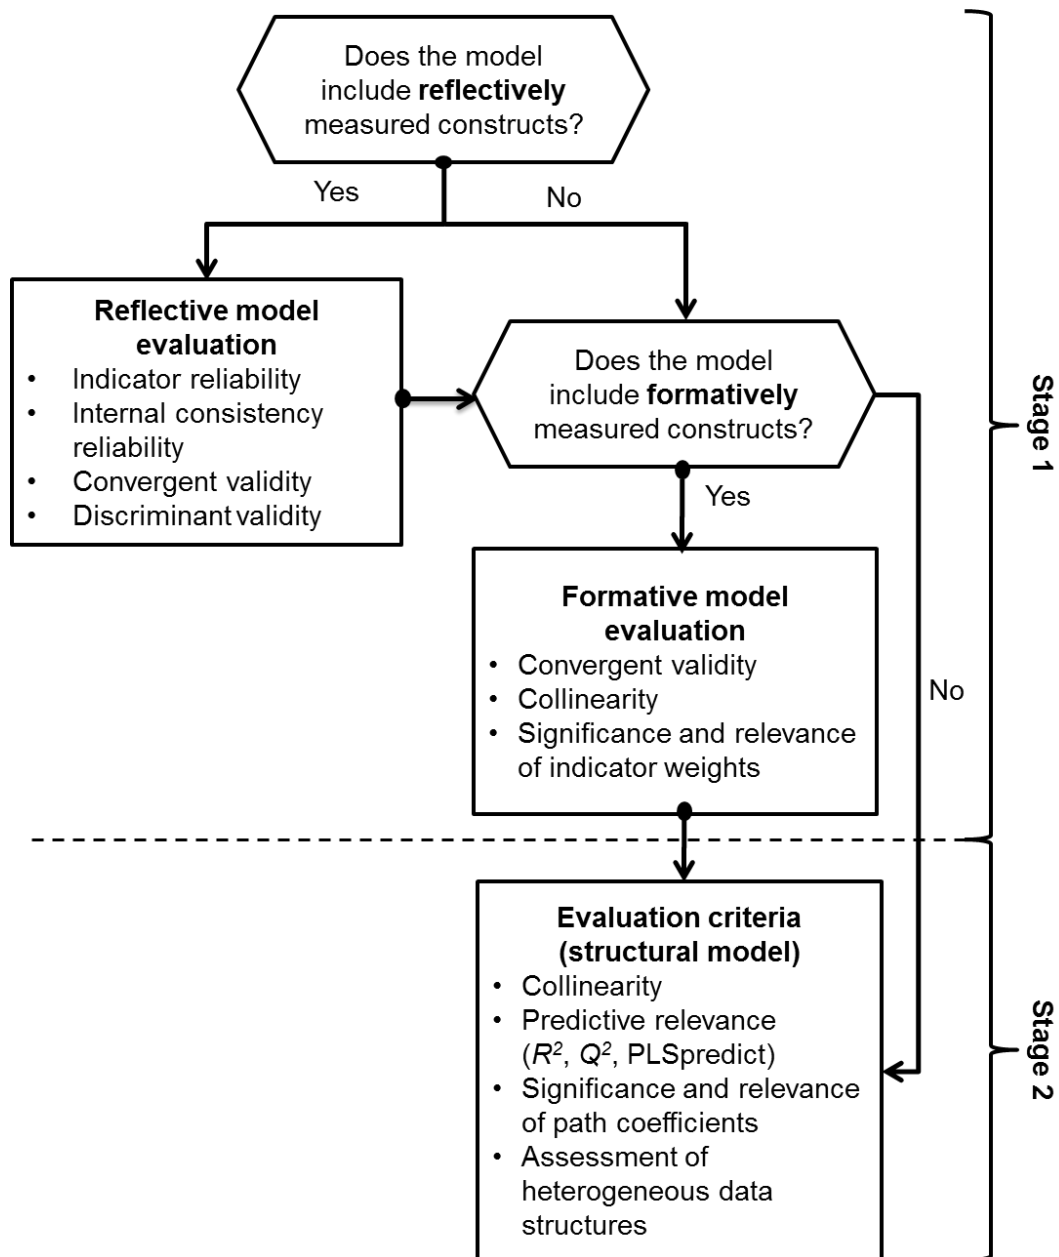 Does the model
include reflectively
measured constructs?
Yes
No
Reflective model
evaluation
• Indicator reliability
• Internal consistency
reliability
• Convergent validity
• Discriminant validity
Does the model
include formatively
measured constructs?
Yes
No
Formative model
evaluation
• Convergent validity
• Collinearity
• Significance and relevance
of indicator weights
Stage 1
Evaluation criteria
(structural model)
• Collinearity
• Predictive relevance
(R², Q², PLSpredict)
• Significance and relevance
of path coefficients
• Assessment of
heterogeneous data
structures
Stage 2